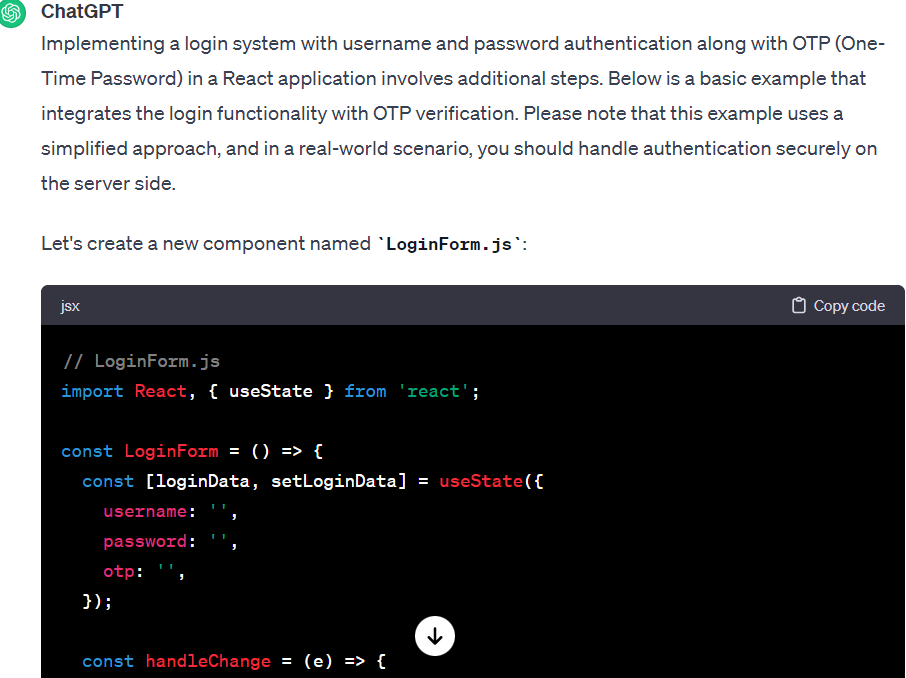 ChatGPT
Implementing a login system with username and password authentication along with OTP (One-
Time Password) in a React application involves additional steps. Below is a basic example that
integrates the login functionality with OTP verification. Please note that this example uses a
simplified approach, and in a real-world scenario, you should handle authentication securely on
the server side.
Let's create a new component named `LoginForm.js`:
jsx Copy code
// LoginForm.js
import React, { useState } from 'react';
const LoginForm = () => {
  const [loginData, setLoginData] = useState({
    username: '',
    password: '',
    otp: '',
  });
  const handleChange = (e) => {